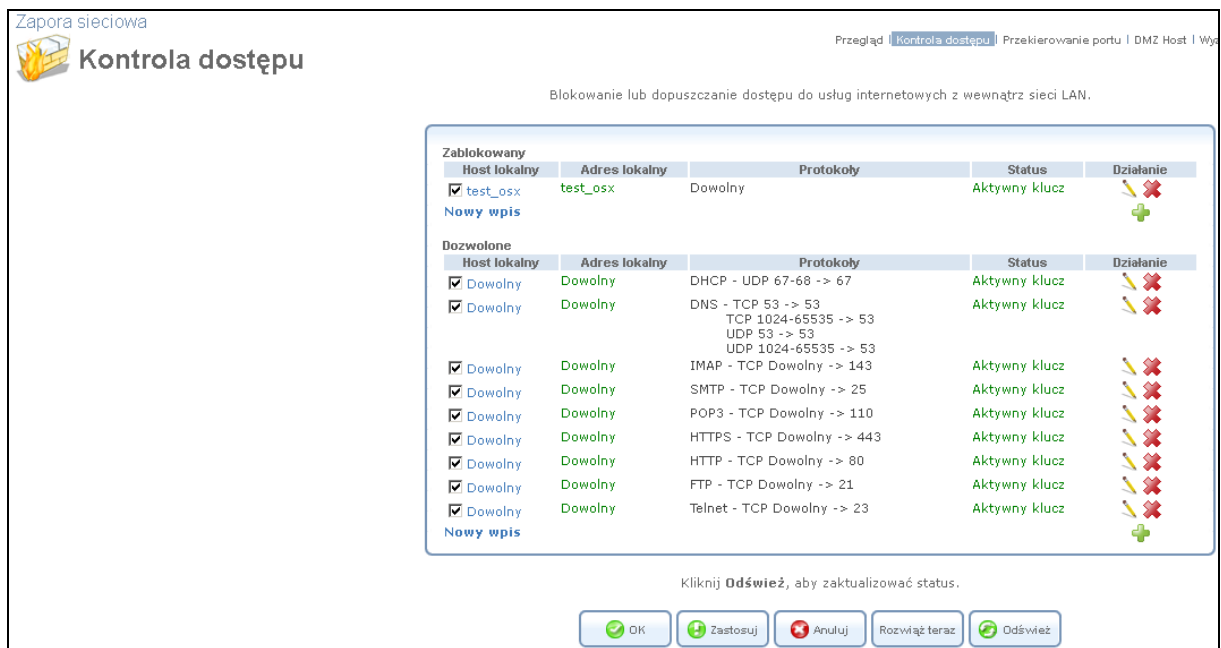 Zapora sieciowa
Kontrola dostępu
Przegląd | Kontrola dostępu | Przekierowanie portu | DMZ Host |
Blokowanie lub dopuszczanie dostępu do usług internetowych z wewnątrz sieci LAN.
Zablokowany
Host lokalny Adres lokalny Protokoły Status Działanie
test_osx test_osx Dowolny Aktywny klucz
Nowy wpis
Dozwolone
Host lokalny Adres lokalny Protokoły Status Działanie
Dowolny Dowolny DHCP - UDP 67-68 -> 67 Aktywny klucz
Dowolny Dowolny DNS - TCP 53 -> 53 Aktywny klucz
TCP 1024-65535 -> 53
UDP 53 -> 53
UDP 1024-65535 -> 53
Dowolny Dowolny IMAP - TCP Dowolny -> 143 Aktywny klucz
Dowolny Dowolny SMTP - TCP Dowolny -> 25 Aktywny klucz
Dowolny Dowolny POP3 - TCP Dowolny -> 110 Aktywny klucz
Dowolny Dowolny HTTPS - TCP Dowolny -> 443 Aktywny klucz
Dowolny Dowolny HTTP - TCP Dowolny -> 80 Aktywny klucz
Dowolny Dowolny FTP - TCP Dowolny -> 21 Aktywny klucz
Dowolny Dowolny Telnet - TCP Dowolny -> 23 Aktywny klucz
Nowy wpis
Kliknij Odśwież, aby zaktualizować status.
OK Zastosuj Anuluj Rozwiąż teraz Odśwież